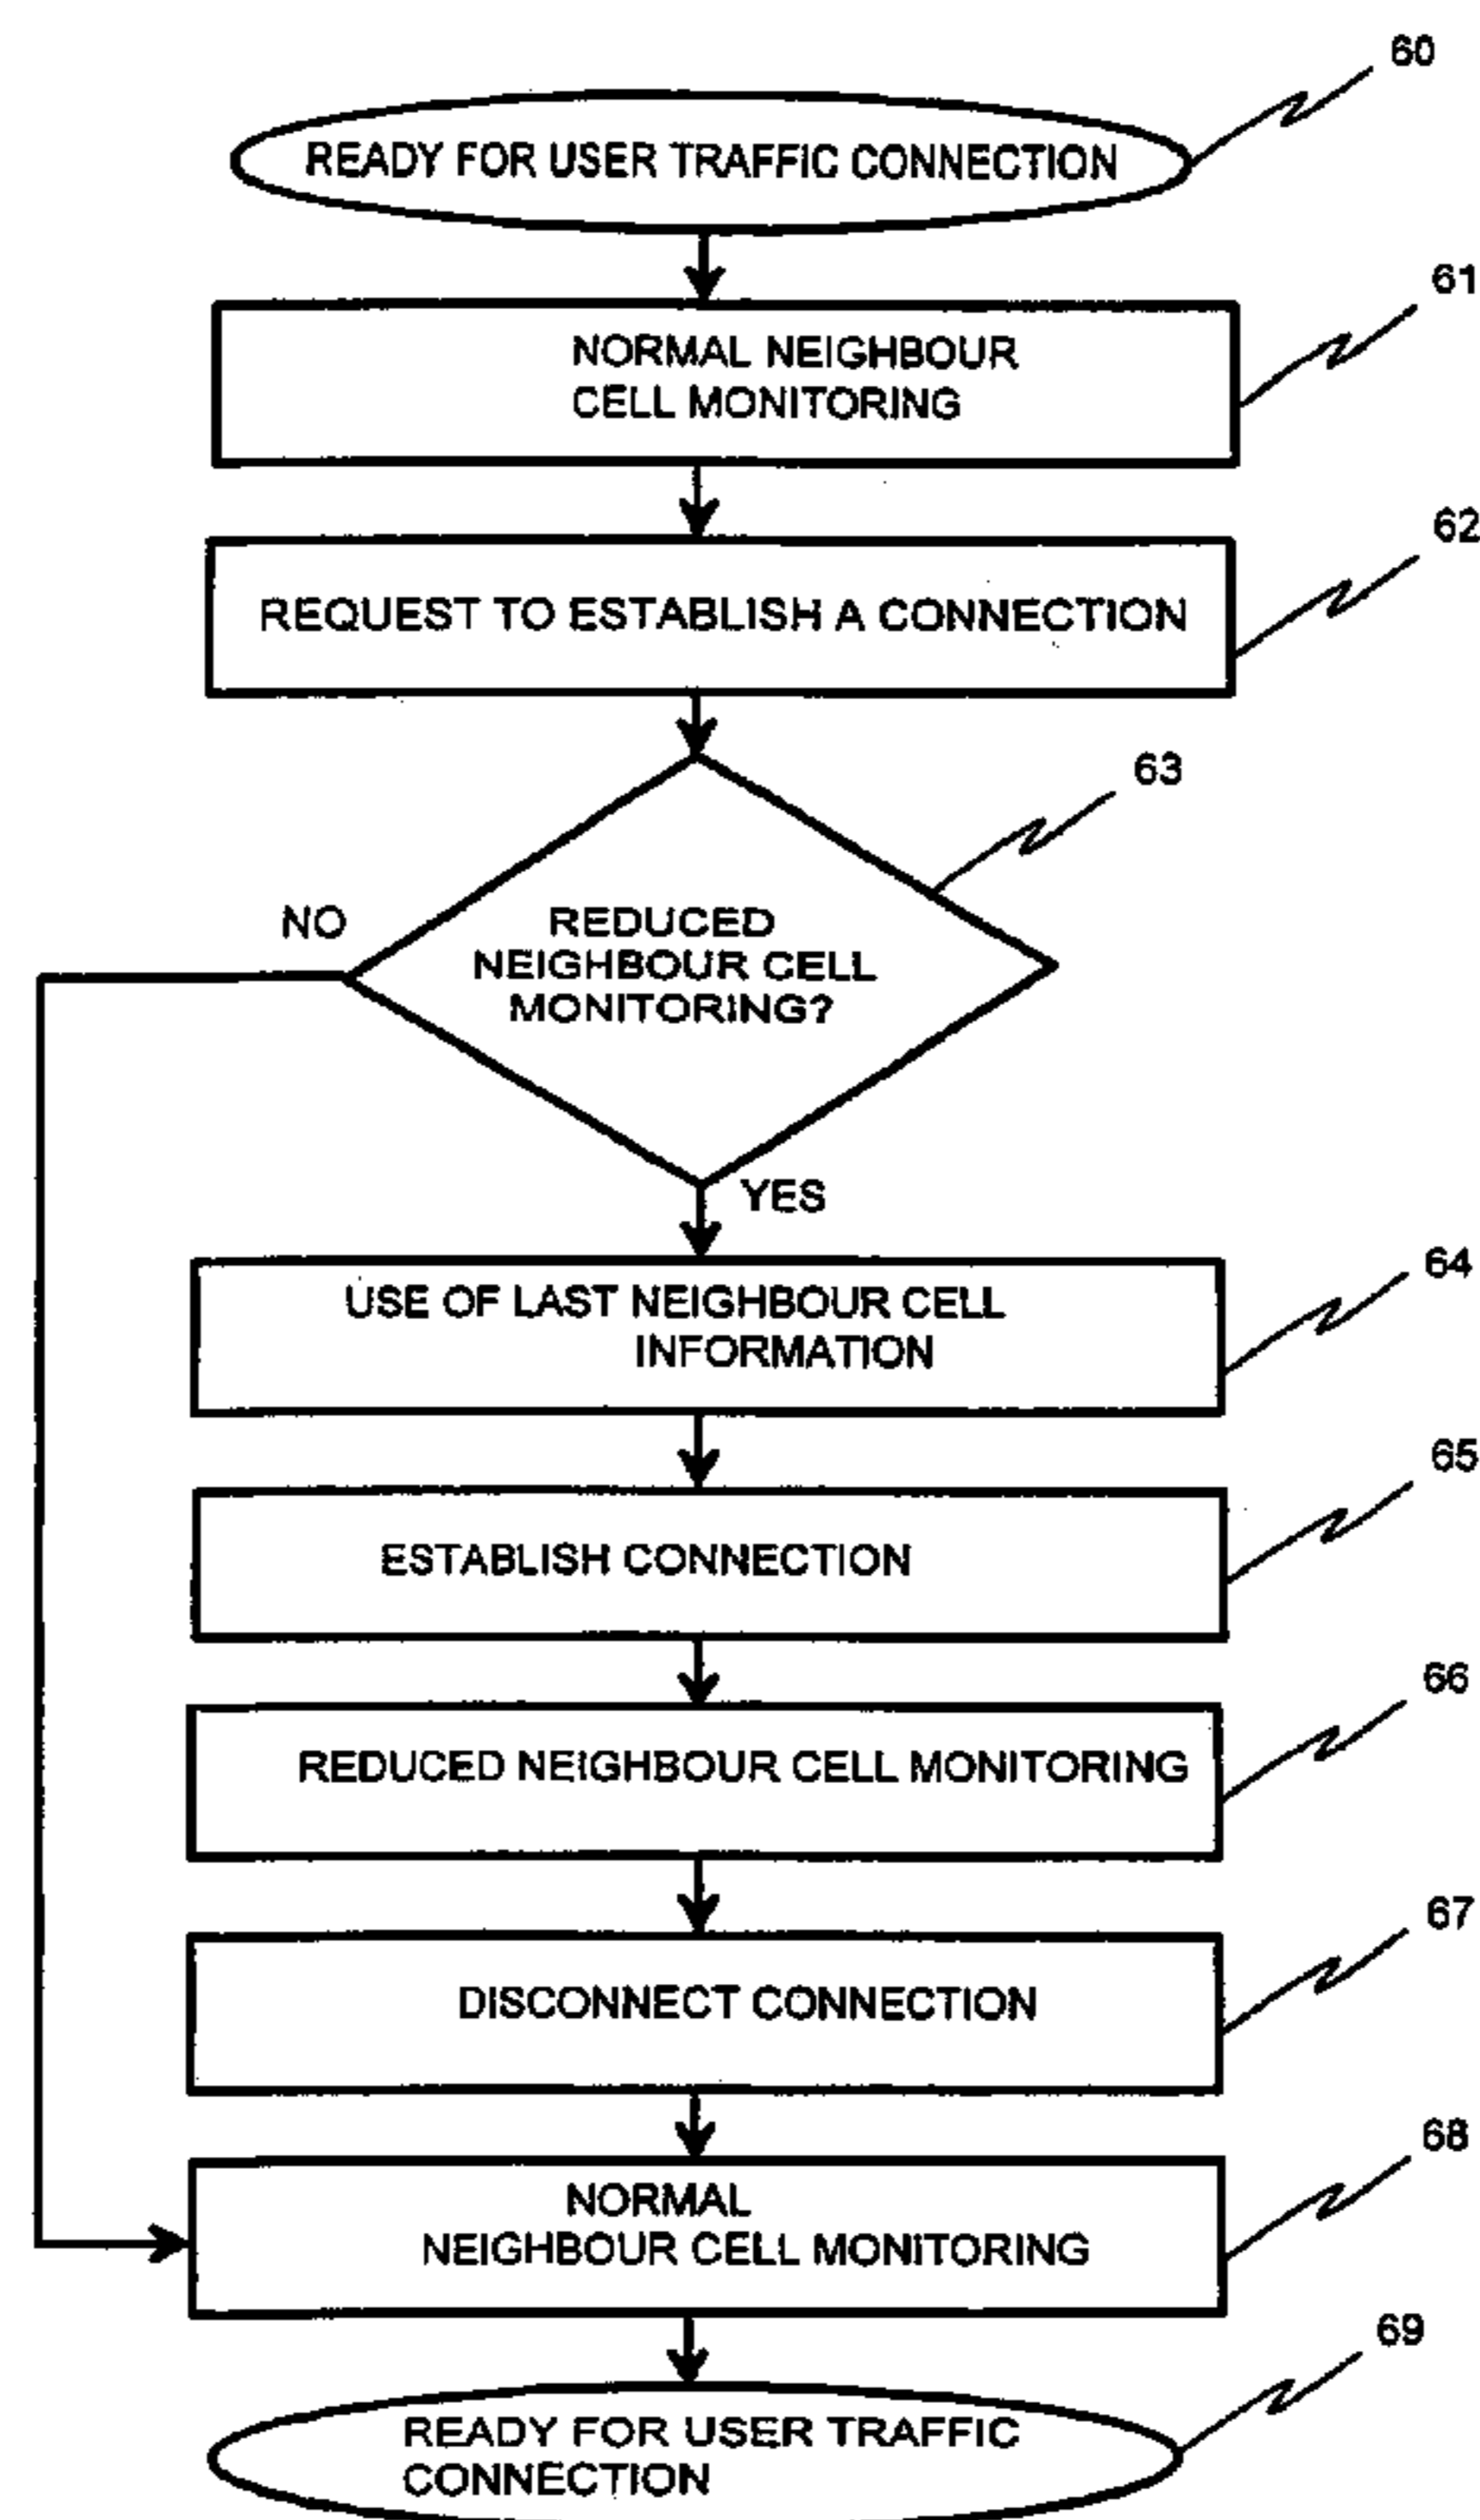 60
READY FOR USER TRAFFIC CONNECTION
61
NORMAL NEIGHBOUR
CELL MONITORING
62
REQUEST TO ESTABLISH A CONNECTION
63
NO
REDUCED
NEIGHBOUR CELL
MONITORING?
YES
64
USE OF LAST NEIGHBOUR CELL
INFORMATION
65
ESTABLISH CONNECTION
66
REDUCED NEIGHBOUR CELL MONITORING
67
DISCONNECT CONNECTION
68
NORMAL
NEIGHBOUR CELL MONITORING
69
READY FOR USER TRAFFIC
CONNECTION